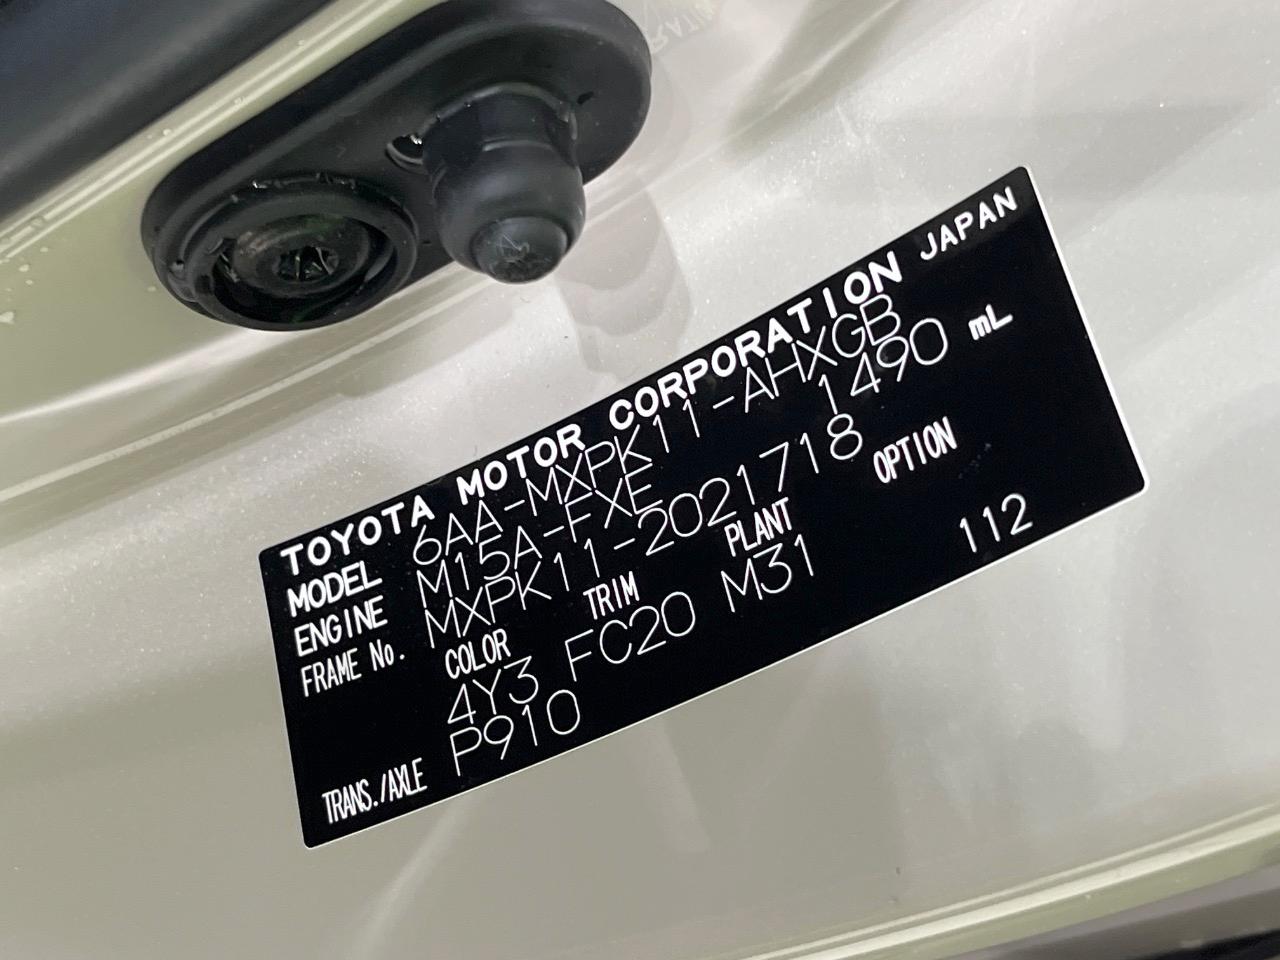 TOYOTA MOTOR CORPORATION JAPAN
MODEL 6AA-MXPK11-AHXGB
ENGINE M15A-FXE 1490 mL
FRAME No. MXPK11-2021718
COLOR TRIM PLANT OPTION
4Y3 FC20 M31 112
TRANS./AXLE P910